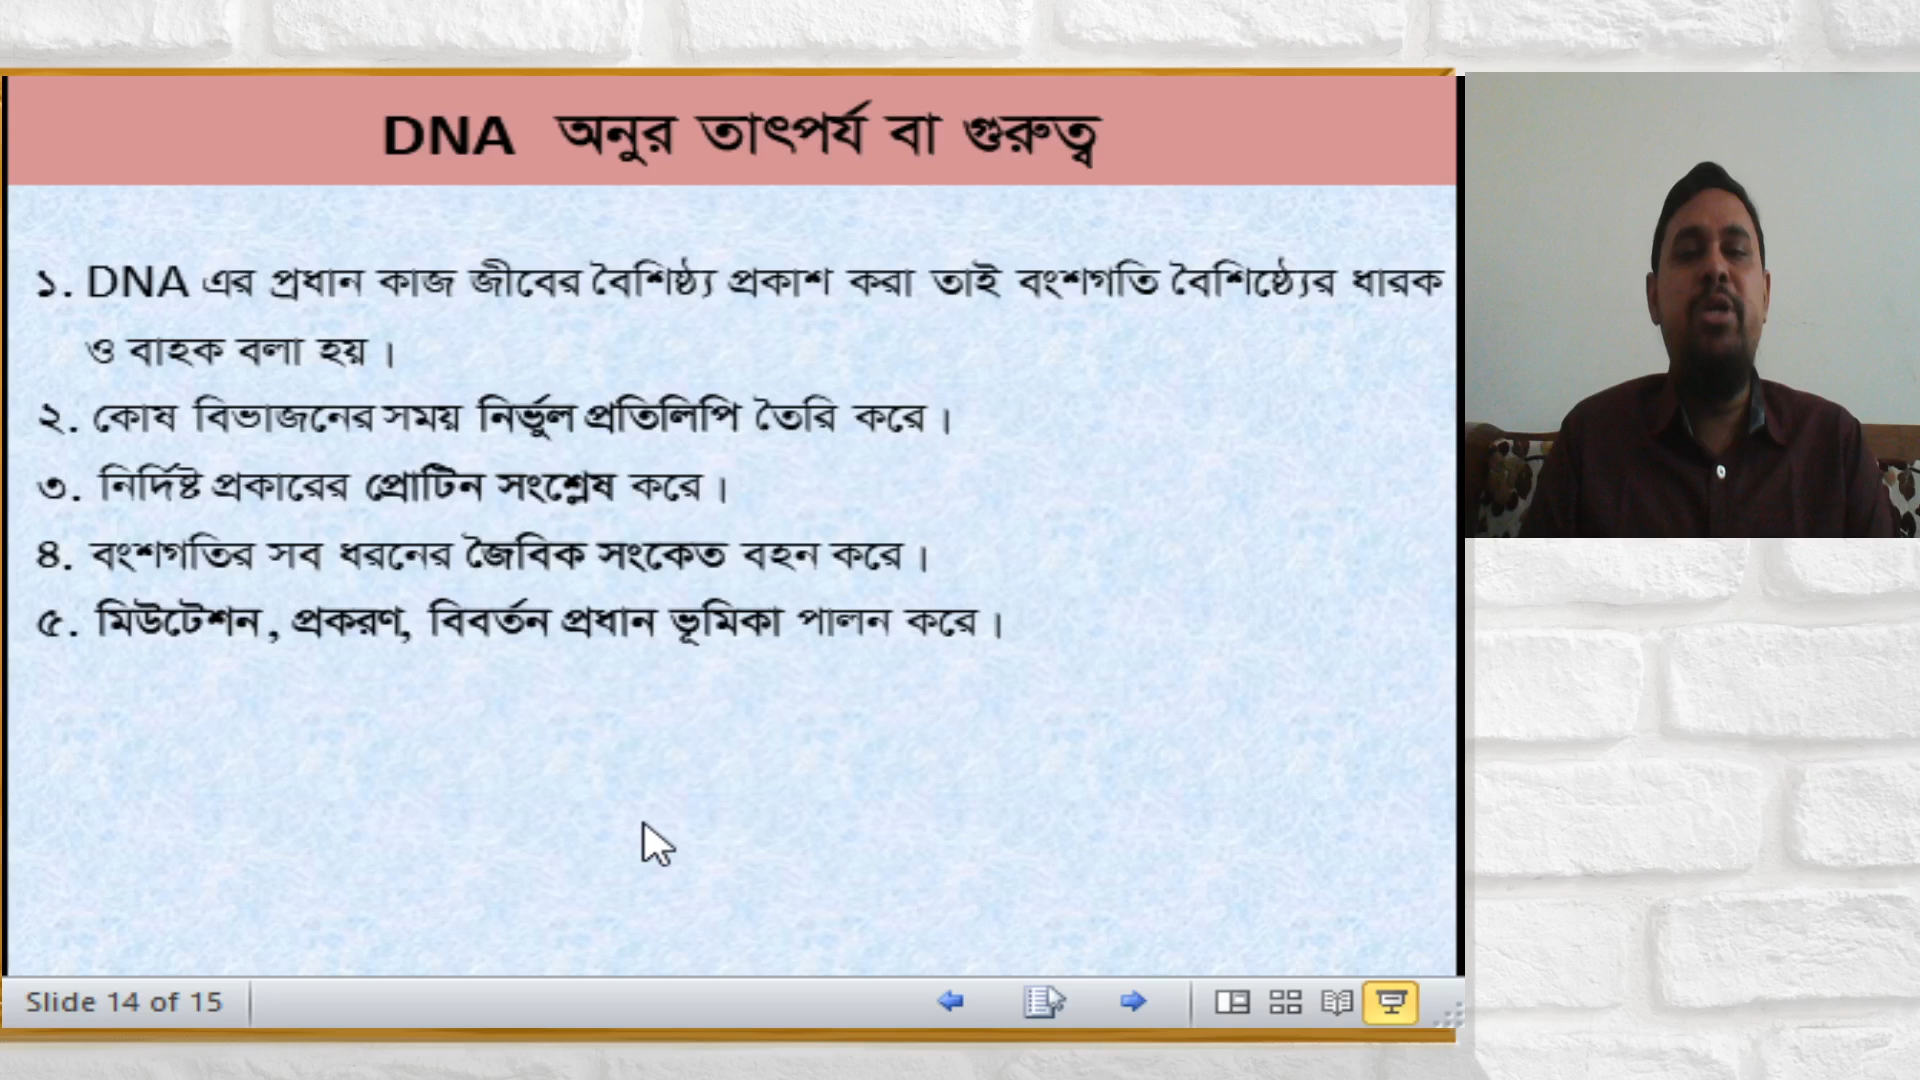 DNA অনুর তাৎপর্য বা গুরুত্ব
১. DNA এর প্রধান কাজ জীবের বৈশিষ্ঠ্য প্রকাশ করা তাই বংশগতি বৈশিষ্ঠ্যের ধারক
ও বাহক বলা হয়।
২. কোষ বিভাজনের সময় নির্ভুল প্রতিলিপি তৈরি করে।
৩. নির্দিষ্ট প্রকারের প্রোটিন সংশ্লেষ করে।
৪. বংশগতির সব ধরনের জৈবিক সংকেত বহন করে।
৫. মিউটেশন, প্রকরণ, বিবর্তন প্রধান ভূমিকা পালন করে।
Slide 14 of 15